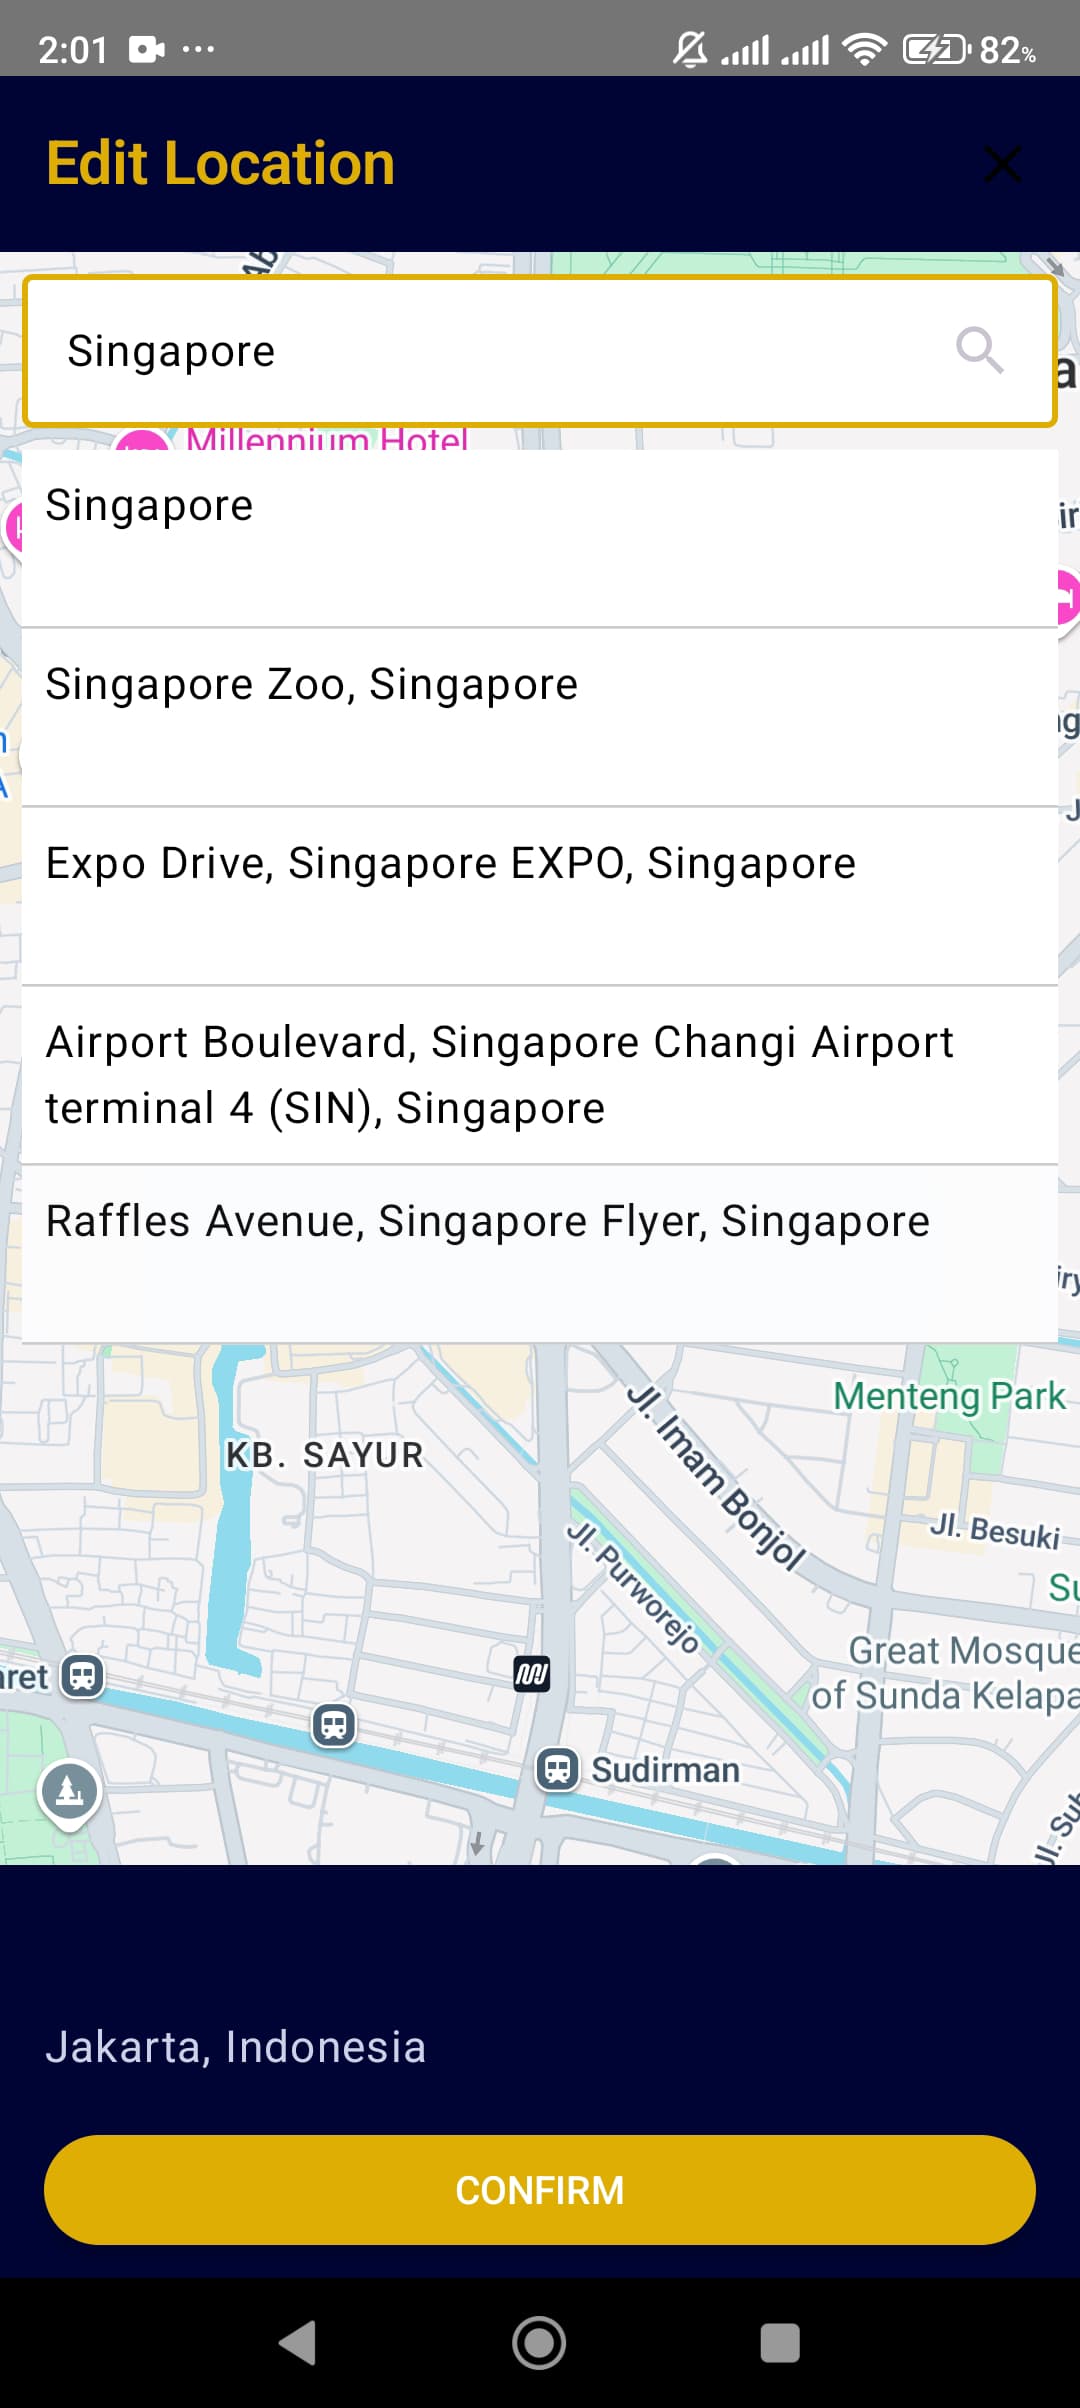 2:01
82%
Edit Location
Singapore
Millennium Hotel
Singapore
Singapore Zoo, Singapore
Expo Drive, Singapore EXPO, Singapore
Airport Boulevard, Singapore Changi Airport
terminal 4 (SIN), Singapore
Raffles Avenue, Singapore Flyer, Singapore
Menteng Park
KB. SAYUR
Jl. Imam Bonjol
Jl. Besuki
Jl. Purworejo
Great Mosque
of Sunda Kelapa
Sudirman
Jakarta, Indonesia
CONFIRM